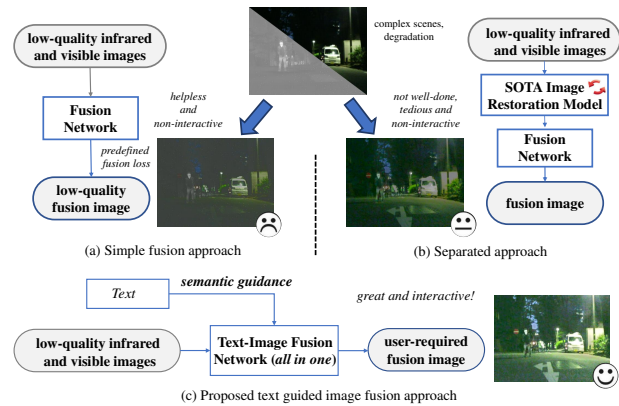 low-quality infrared
and visible images
Fusion
Network
predefined
fusion loss
low-quality
fusion image
helpless
and
non-interactive
(a) Simple fusion approach
complex scenes,
degradation
not well-done,
tedious and
non-interactive
low-quality infrared
and visible images
SOTA Image
Restoration Model
Fusion
Network
fusion image
(b) Separated approach
Text
semantic guidance
great and interactive!
low-quality infrared
and visible images
Text-Image Fusion
Network (all in one)
user-required
fusion image
(c) Proposed text guided image fusion approach